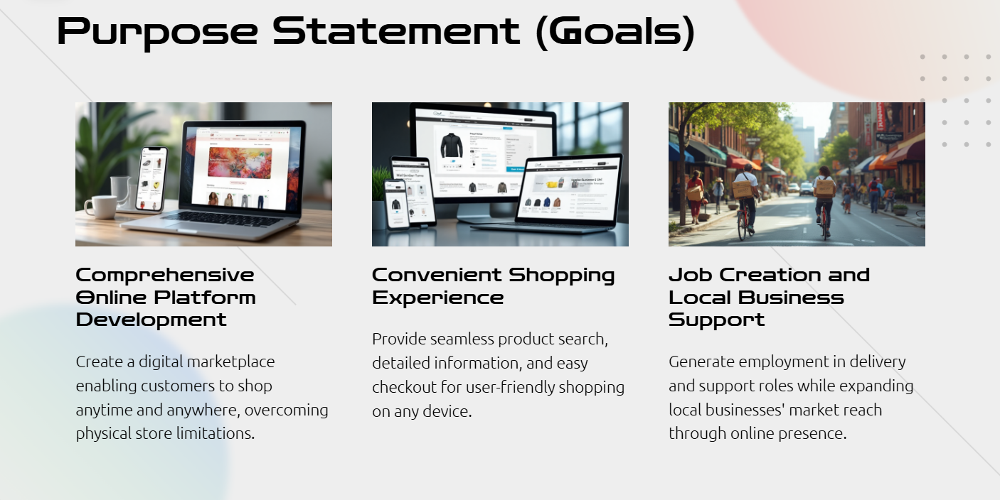 Purpose Statement (Goals)
Comprehensive
Online Platform
Development
Create a digital marketplace
enabling customers to shop
anytime and anywhere, overcoming
physical store limitations.
Convenient Shopping
Experience
Provide seamless product search,
detailed information, and easy
checkout for user-friendly shopping
on any device.
Job Creation and
Local Business
Support
Generate employment in delivery
and support roles while expanding
local businesses' market reach
through online presence.